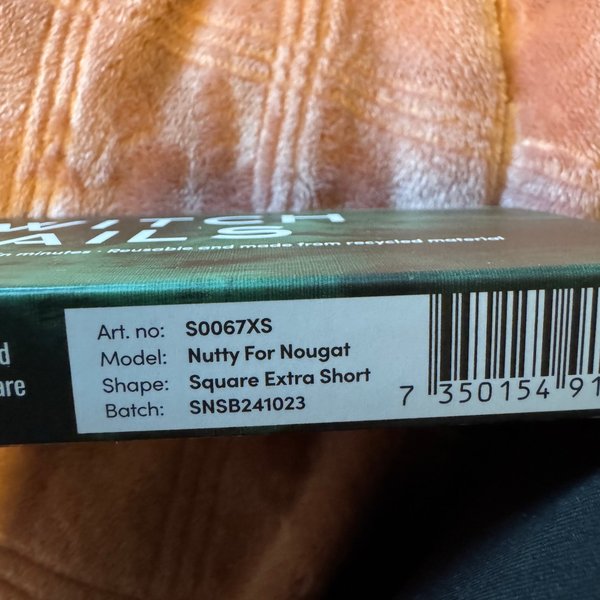 WITCH
AILS
n minutes · Reusable and made from recycled material
d
are
Art. no: S0067XS
Model: Nutty For Nougat
Shape: Square Extra Short
Batch: SNSB241023
7 350154 91